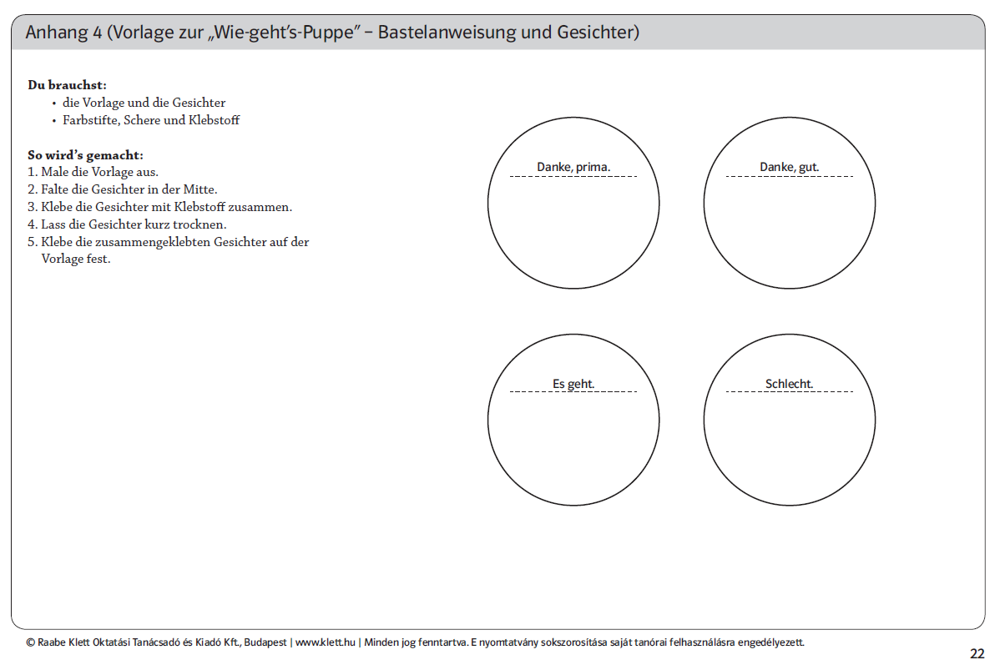 Anhang 4 (Vorlage zur „Wie-geht’s-Puppe” – Bastelanweisung und Gesichter)
Du brauchst:
• die Vorlage und die Gesichter
• Farbstifte, Schere und Klebstoff
So wird’s gemacht:
1. Male die Vorlage aus.
2. Falte die Gesichter in der Mitte.
3. Klebe die Gesichter mit Klebstoff zusammen.
4. Lass die Gesichter kurz trocknen.
5. Klebe die zusammengeklebten Gesichter auf der
Vorlage fest.
Danke, prima.
Danke, gut.
Es geht.
Schlecht.
© Raabe Klett Oktatási Tanácsadó és Kiadó Kft., Budapest | www.klett.hu | Minden jog fenntartva. E nyomtatvány sokszorosítása saját tanórai felhasználásra engedélyezett.
22